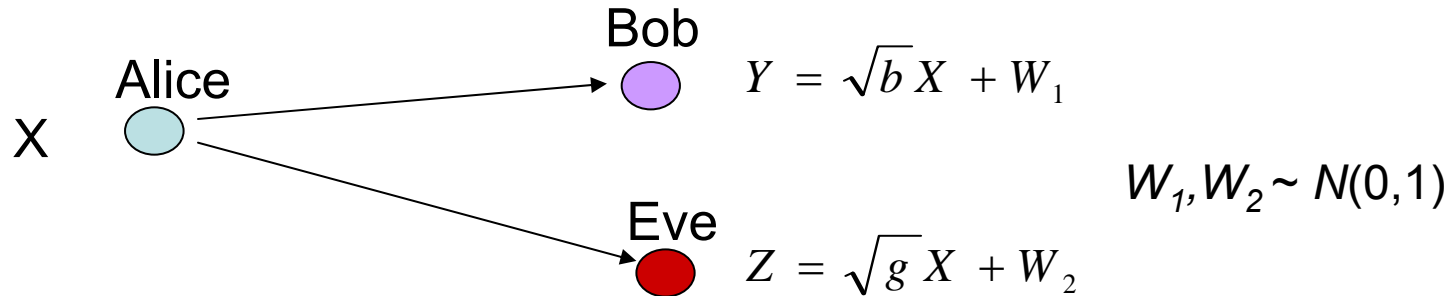 Bob
Y = √b X + W₁
Alice
X
W₁,W₂ ~ N(0,1)
Eve
Z = √g X + W₂